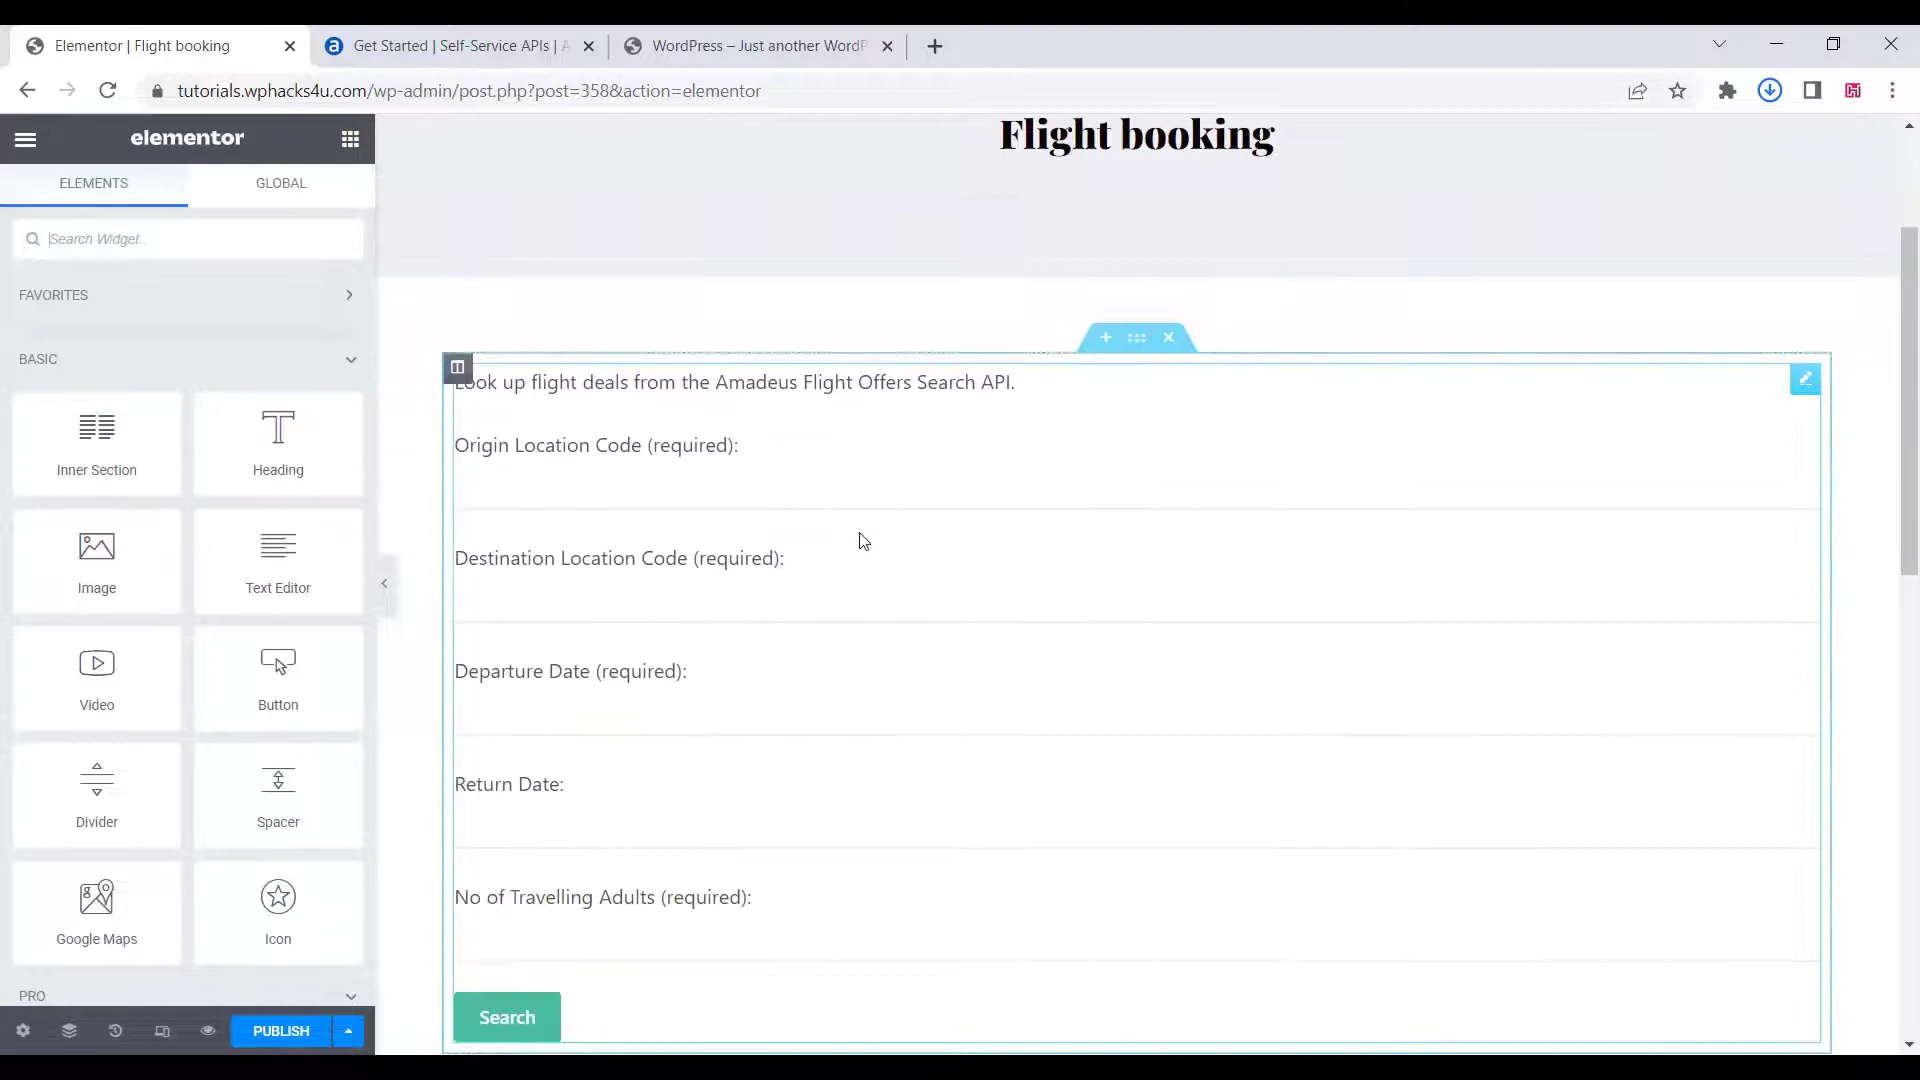 Elementor | Flight booking
Get Started | Self-Service APIs | A
WordPress – Just another WordP
tutorials.wphacks4u.com/wp-admin/post.php?post=358&action=elementor
elementor
ELEMENTS
GLOBAL
Search Widget...
FAVORITES
BASIC
Inner Section
Heading
Image
Text Editor
Video
Button
Divider
Spacer
Google Maps
Icon
PRO
PUBLISH
Flight booking
Look up flight deals from the Amadeus Flight Offers Search API.
Origin Location Code (required):
Destination Location Code (required):
Departure Date (required):
Return Date:
No of Travelling Adults (required):
Search